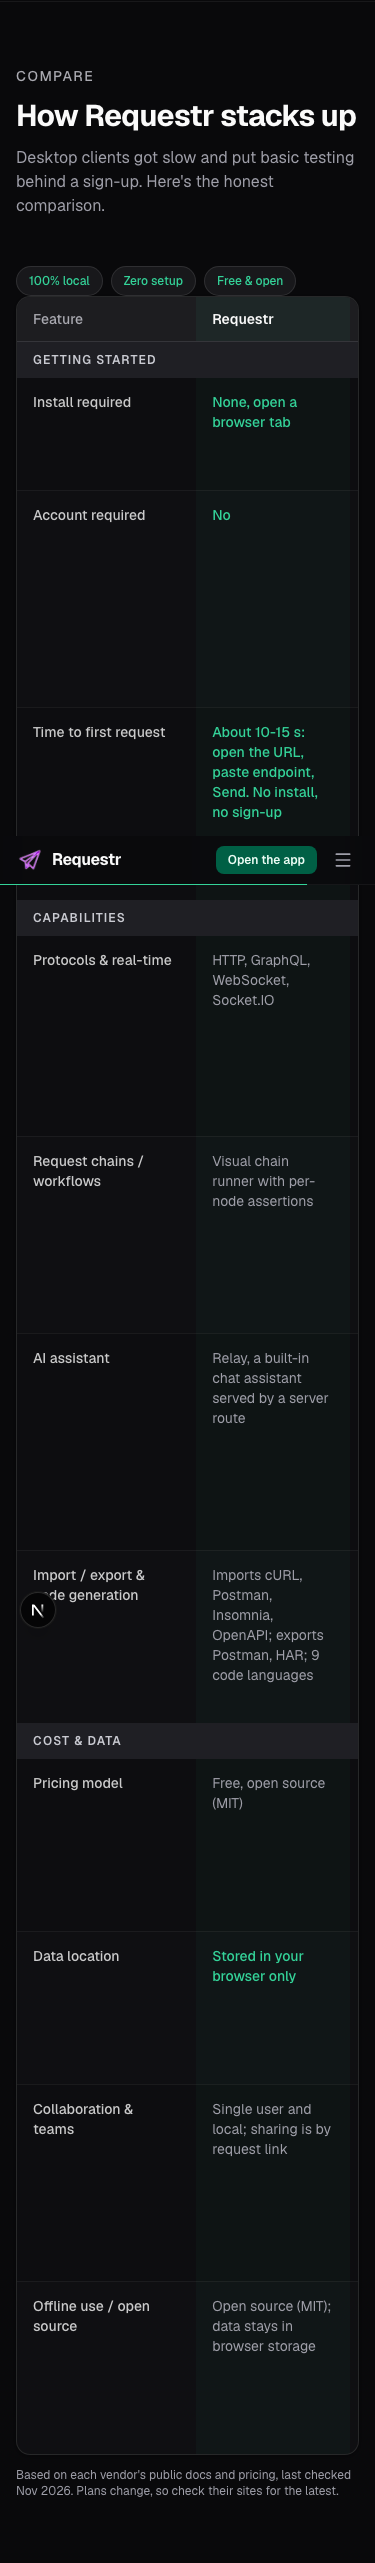 COMPARE
How Requestr stacks up
Desktop clients got slow and put basic testing
behind a sign-up. Here's the honest
comparison.
100% local
Zero setup
Free & open
Feature
Requestr
GETTING STARTED
Install required
None, open a
browser tab
Account required
No
Time to first request
About 10-15 s:
open the URL,
paste endpoint,
Send. No install,
no sign-up
Requestr
Open the app
CAPABILITIES
Protocols & real-time
HTTP, GraphQL,
WebSocket,
Socket.IO
Request chains /
workflows
Visual chain
runner with per-
node assertions
AI assistant
Relay, a built-in
chat assistant
served by a server
route
Import / export &
generation
N
Imports cURL,
Postman,
Insomnia,
OpenAPI; exports
Postman, HAR; 9
code languages
COST & DATA
Pricing model
Free, open source
(MIT)
Data location
Stored in your
browser only
Collaboration &
teams
Single user and
local; sharing is by
request link
Offline use / open
source
Open source (MIT);
data stays in
browser storage
Based on each vendor's public docs and pricing, last checked
Nov 2026. Plans change, so check their sites for the latest.